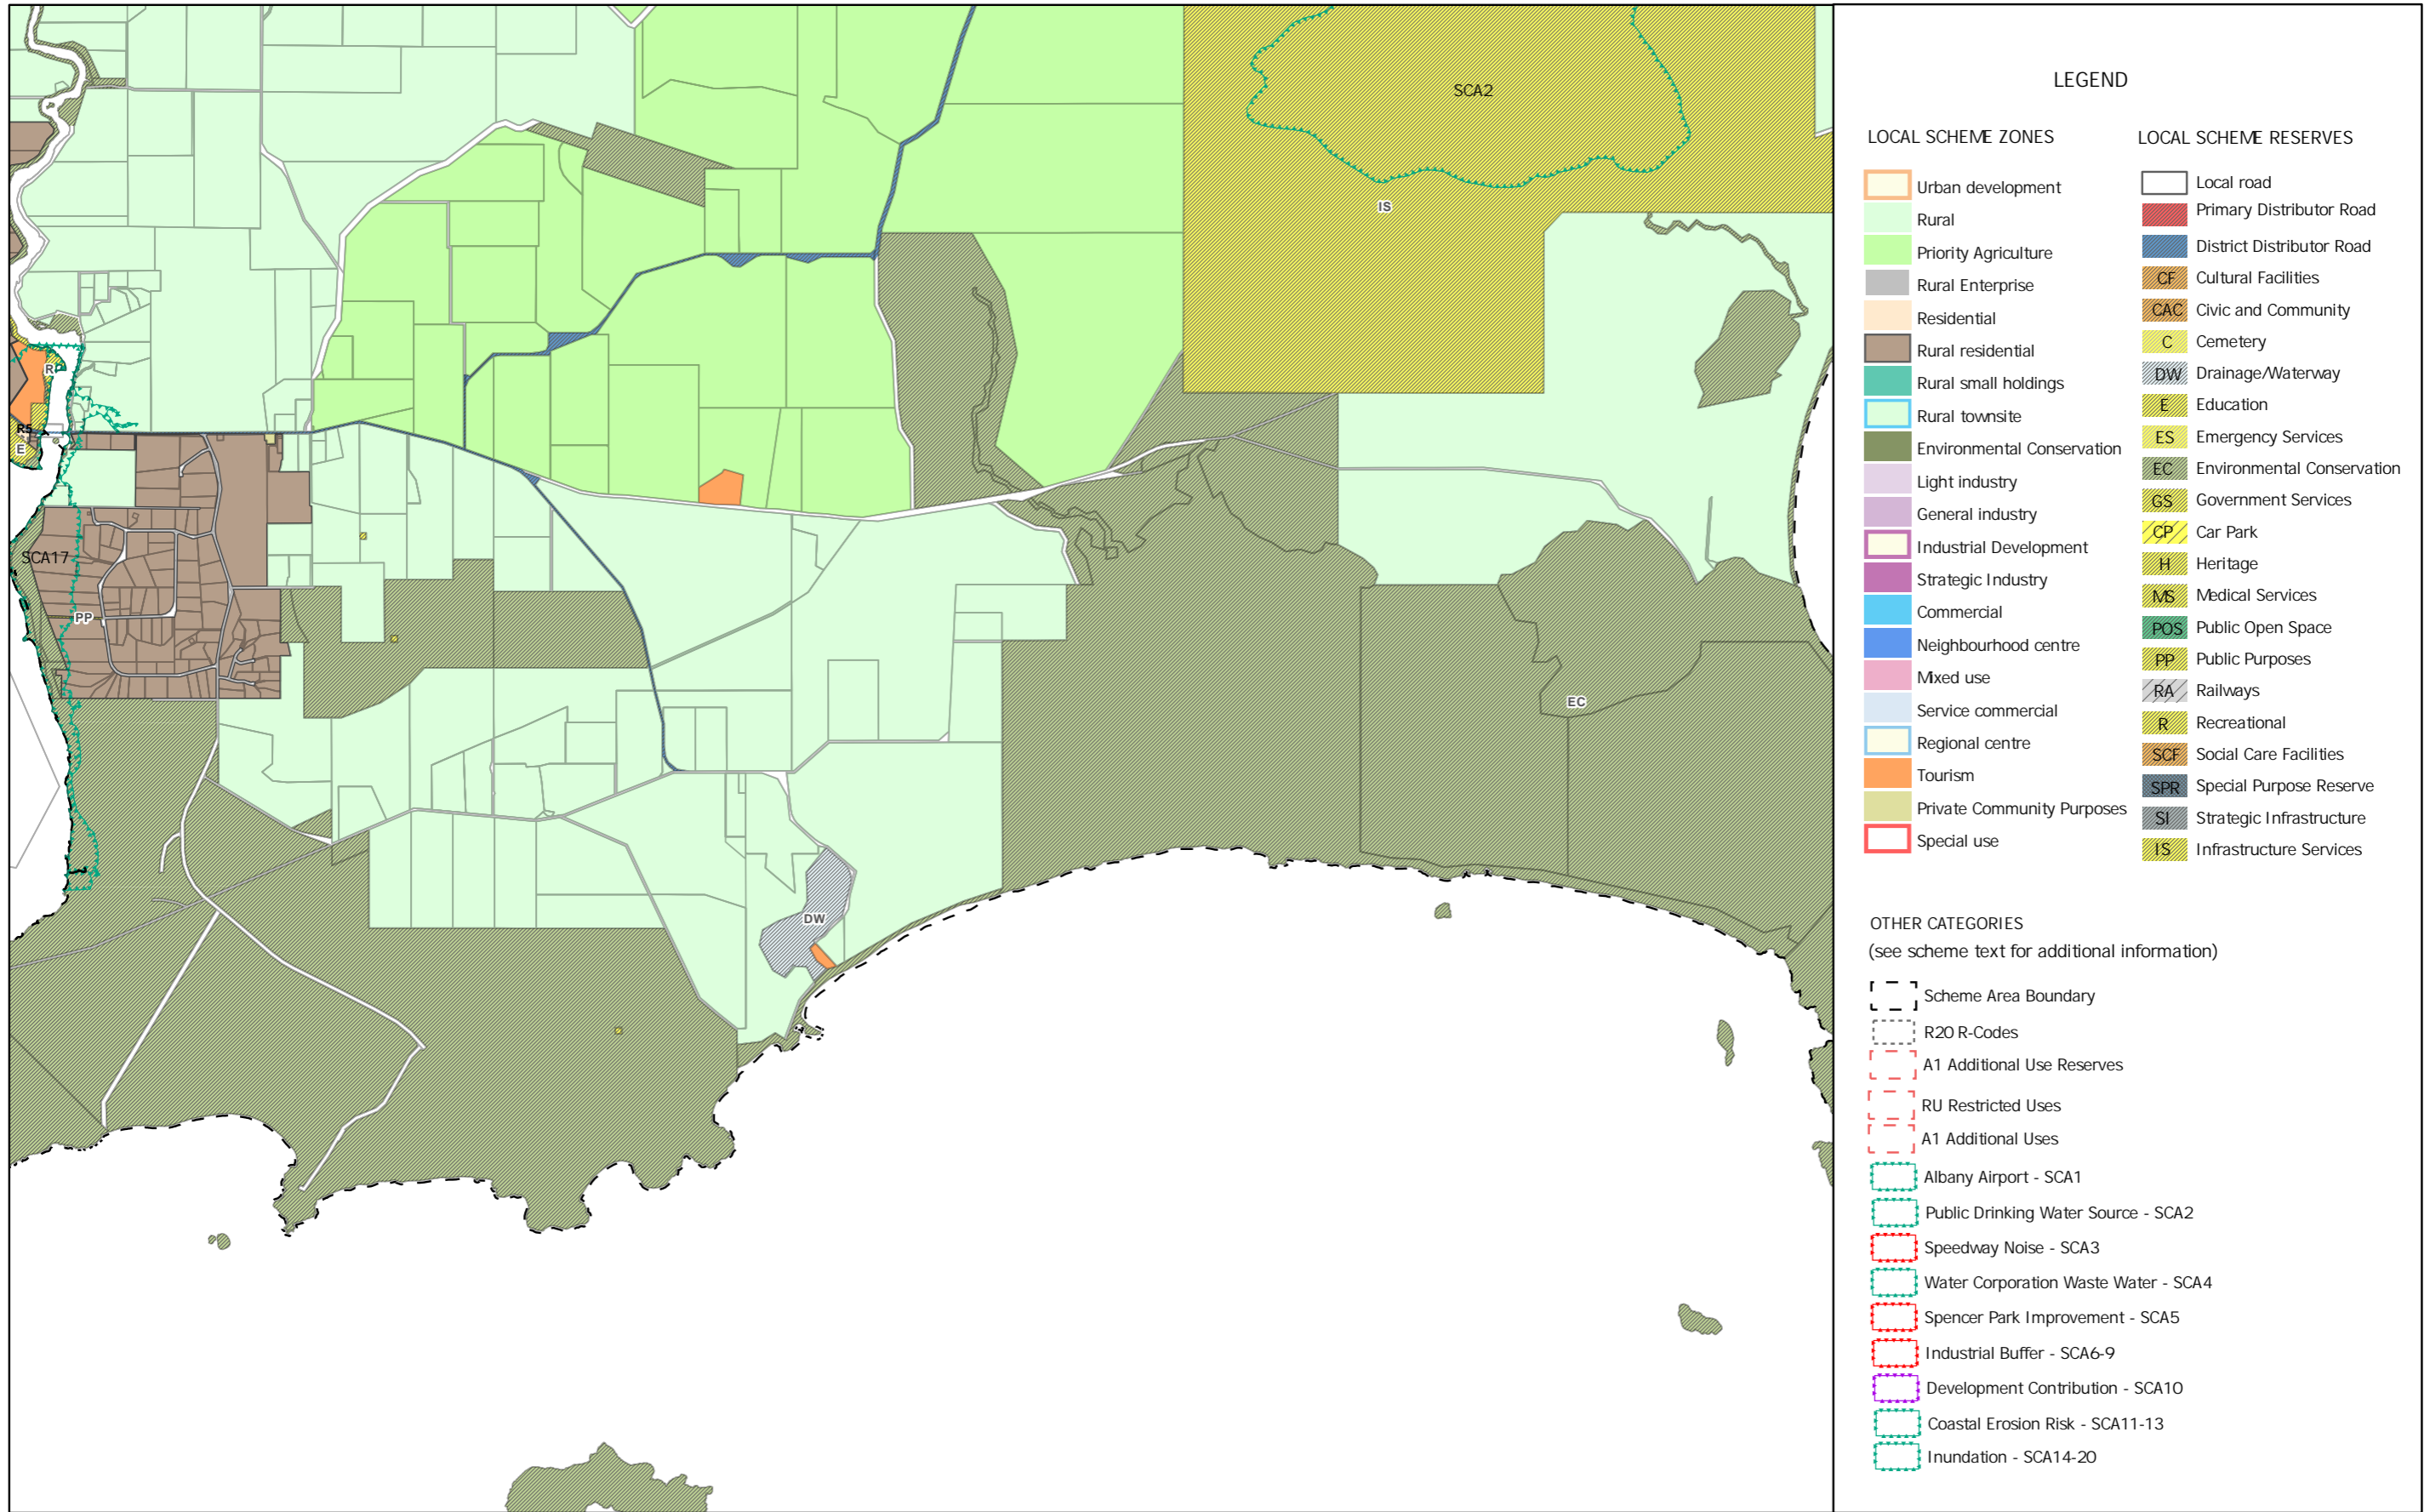 SCA2
IS
R
R5
E
SCA17
PP
EC
DW
LEGEND
LOCAL SCHEME ZONES
Urban development
Rural
Priority Agriculture
Rural Enterprise
Residential
Rural residential
Rural small holdings
Rural townsite
Environmental Conservation
Light industry
General industry
Industrial Development
Strategic Industry
Commercial
Neighbourhood centre
Mixed use
Service commercial
Regional centre
Tourism
Private Community Purposes
Special use
LOCAL SCHEME RESERVES
Local road
Primary Distributor Road
District Distributor Road
CF Cultural Facilities
CAC Civic and Community
C Cemetery
DW Drainage/Waterway
E Education
ES Emergency Services
EC Environmental Conservation
GS Government Services
CP Car Park
H Heritage
MS Medical Services
POS Public Open Space
PP Public Purposes
RA Railways
R Recreational
SCF Social Care Facilities
SPR Special Purpose Reserve
SI Strategic Infrastructure
IS Infrastructure Services
OTHER CATEGORIES
(see scheme text for additional information)
Scheme Area Boundary
R20 R-Codes
A1 Additional Use Reserves
RU Restricted Uses
A1 Additional Uses
Albany Airport - SCA1
Public Drinking Water Source - SCA2
Speedway Noise - SCA3
Water Corporation Waste Water - SCA4
Spencer Park Improvement - SCA5
Industrial Buffer - SCA6-9
Development Contribution - SCA10
Coastal Erosion Risk - SCA11-13
Inundation - SCA14-20